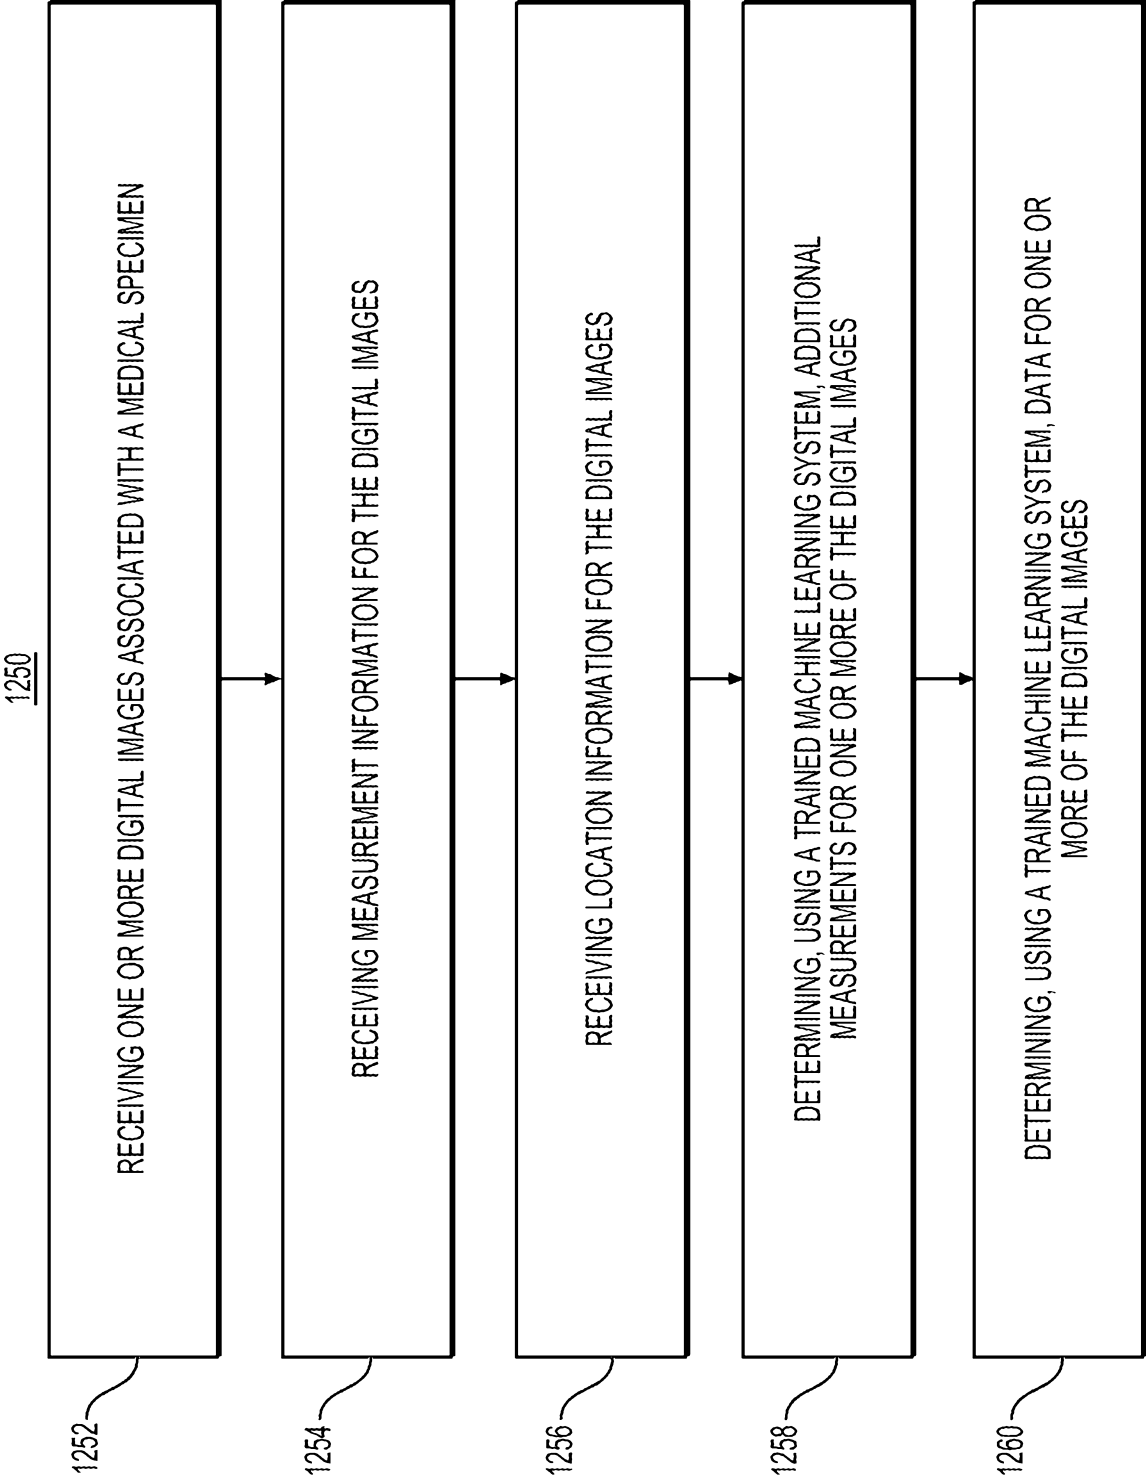 1250
1252
RECEIVING ONE OR MORE DIGITAL IMAGES ASSOCIATED WITH A MEDICAL SPECIMEN
1254
RECEIVING MEASUREMENT INFORMATION FOR THE DIGITAL IMAGES
1256
RECEIVING LOCATION INFORMATION FOR THE DIGITAL IMAGES
1258
DETERMINING, USING A TRAINED MACHINE LEARNING SYSTEM, ADDITIONAL
MEASUREMENTS FOR ONE OR MORE OF THE DIGITAL IMAGES
1260
DETERMINING, USING A TRAINED MACHINE LEARNING SYSTEM, DATA FOR ONE OR
MORE OF THE DIGITAL IMAGES